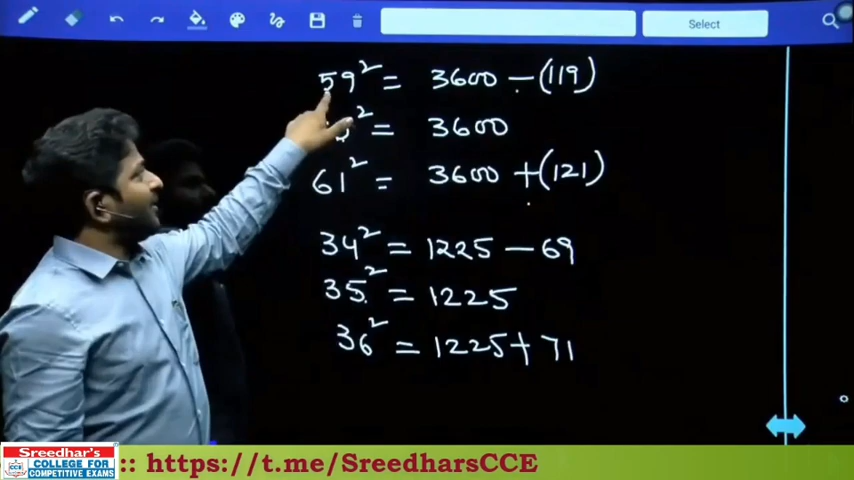 Select
59² = 3600 – (119)
² = 3600
61² = 3600 + (121)
34² = 1225 – 69
35² = 1225
36² = 1225 + 71
Sreedhar's
CCE
COLLEGE FOR
COMPETITIVE EXAMS
:: https://t.me/SreedharsCCE